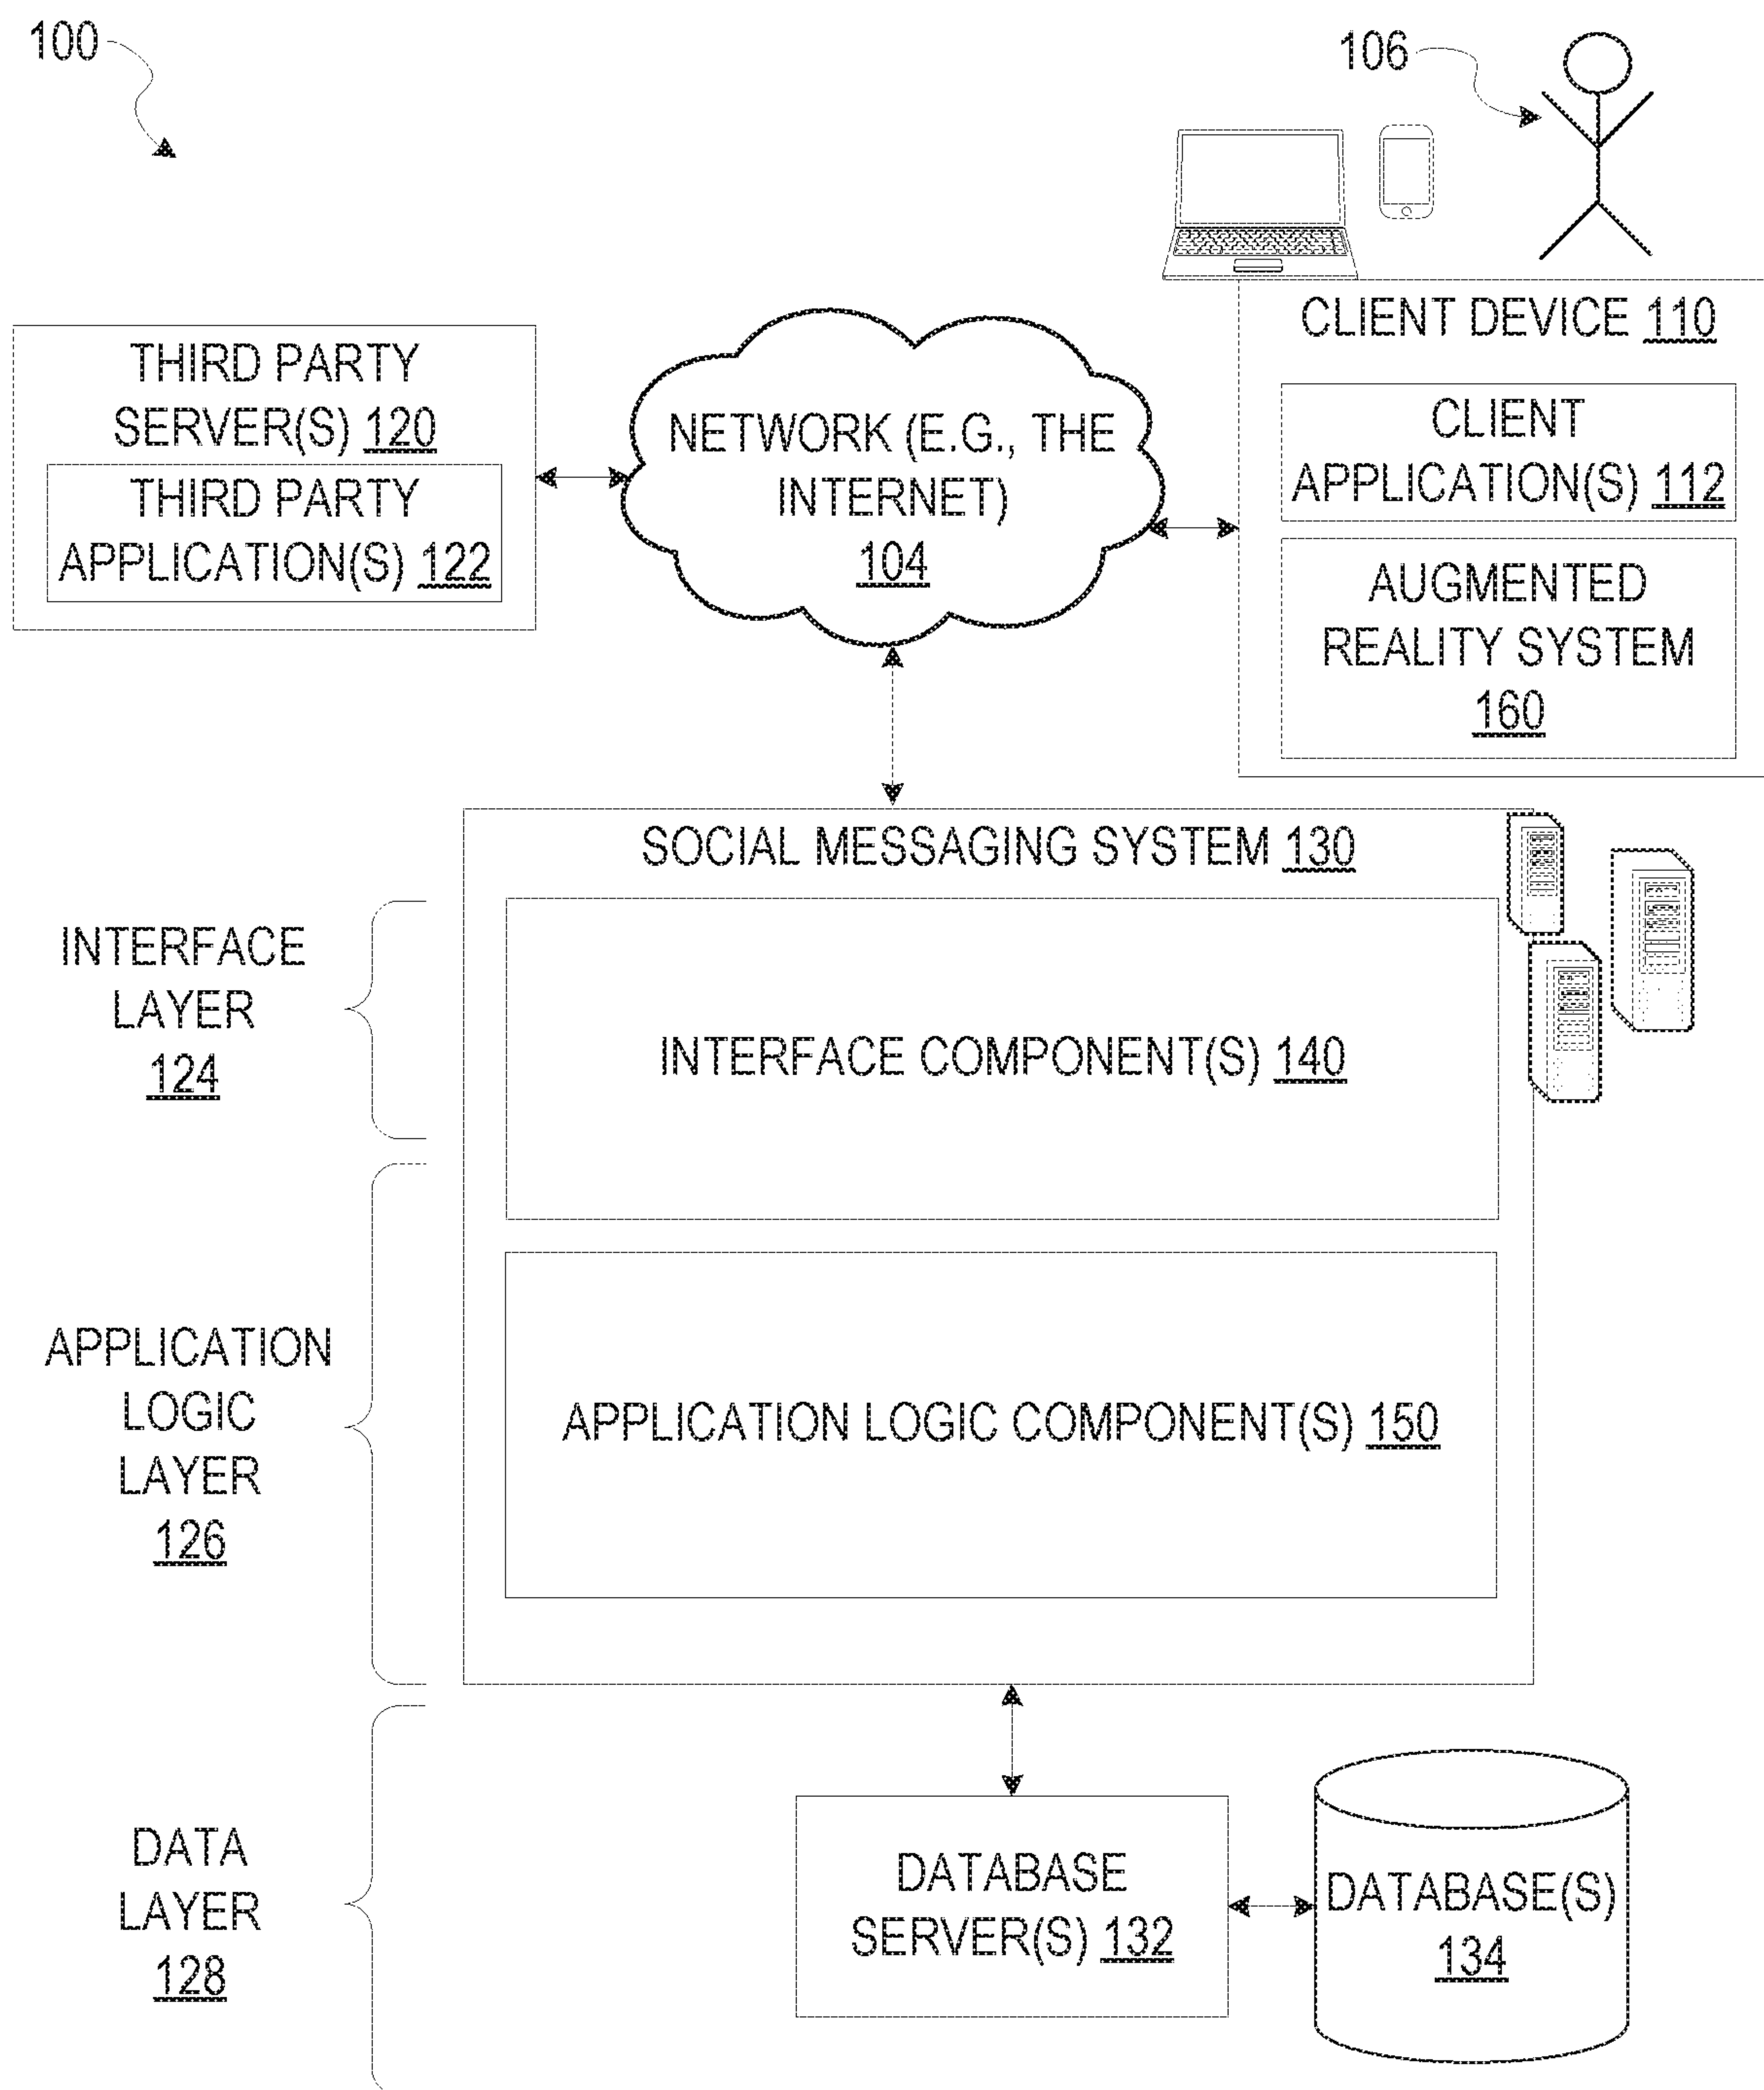 100
106
CLIENT DEVICE 110
THIRD PARTY
SERVER(S) 120
THIRD PARTY
APPLICATION(S) 122
NETWORK (E.G., THE
INTERNET)
104
CLIENT
APPLICATION(S) 112
AUGMENTED
REALITY SYSTEM
160
SOCIAL MESSAGING SYSTEM 130
INTERFACE
LAYER
124
INTERFACE COMPONENT(S) 140
APPLICATION
LOGIC
LAYER
126
APPLICATION LOGIC COMPONENT(S) 150
DATA
LAYER
128
DATABASE
SERVER(S) 132
DATABASE(S)
134